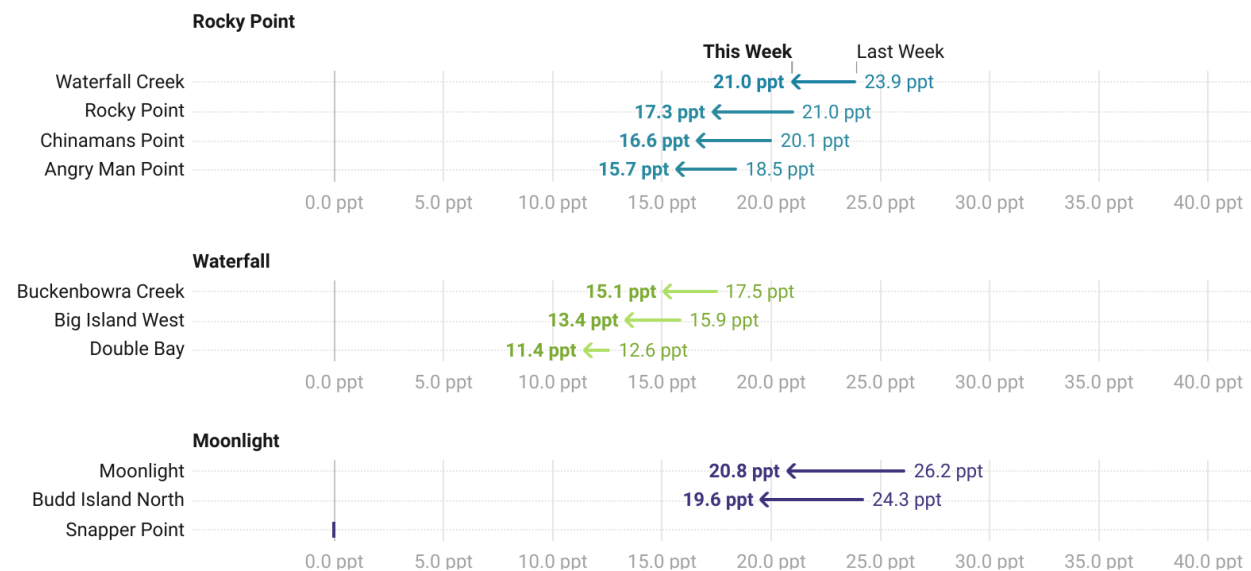 Rocky Point
This Week Last Week
Waterfall Creek 21.0 ppt 23.9 ppt
Rocky Point 17.3 ppt 21.0 ppt
Chinamans Point 16.6 ppt 20.1 ppt
Angry Man Point 15.7 ppt 18.5 ppt
0.0 ppt 5.0 ppt 10.0 ppt 15.0 ppt 20.0 ppt 25.0 ppt 30.0 ppt 35.0 ppt 40.0 ppt
Waterfall
Buckenbowra Creek 15.1 ppt 17.5 ppt
Big Island West 13.4 ppt 15.9 ppt
Double Bay 11.4 ppt 12.6 ppt
0.0 ppt 5.0 ppt 10.0 ppt 15.0 ppt 20.0 ppt 25.0 ppt 30.0 ppt 35.0 ppt 40.0 ppt
Moonlight
Moonlight 20.8 ppt 26.2 ppt
Budd Island North 19.6 ppt 24.3 ppt
Snapper Point
0.0 ppt 5.0 ppt 10.0 ppt 15.0 ppt 20.0 ppt 25.0 ppt 30.0 ppt 35.0 ppt 40.0 ppt